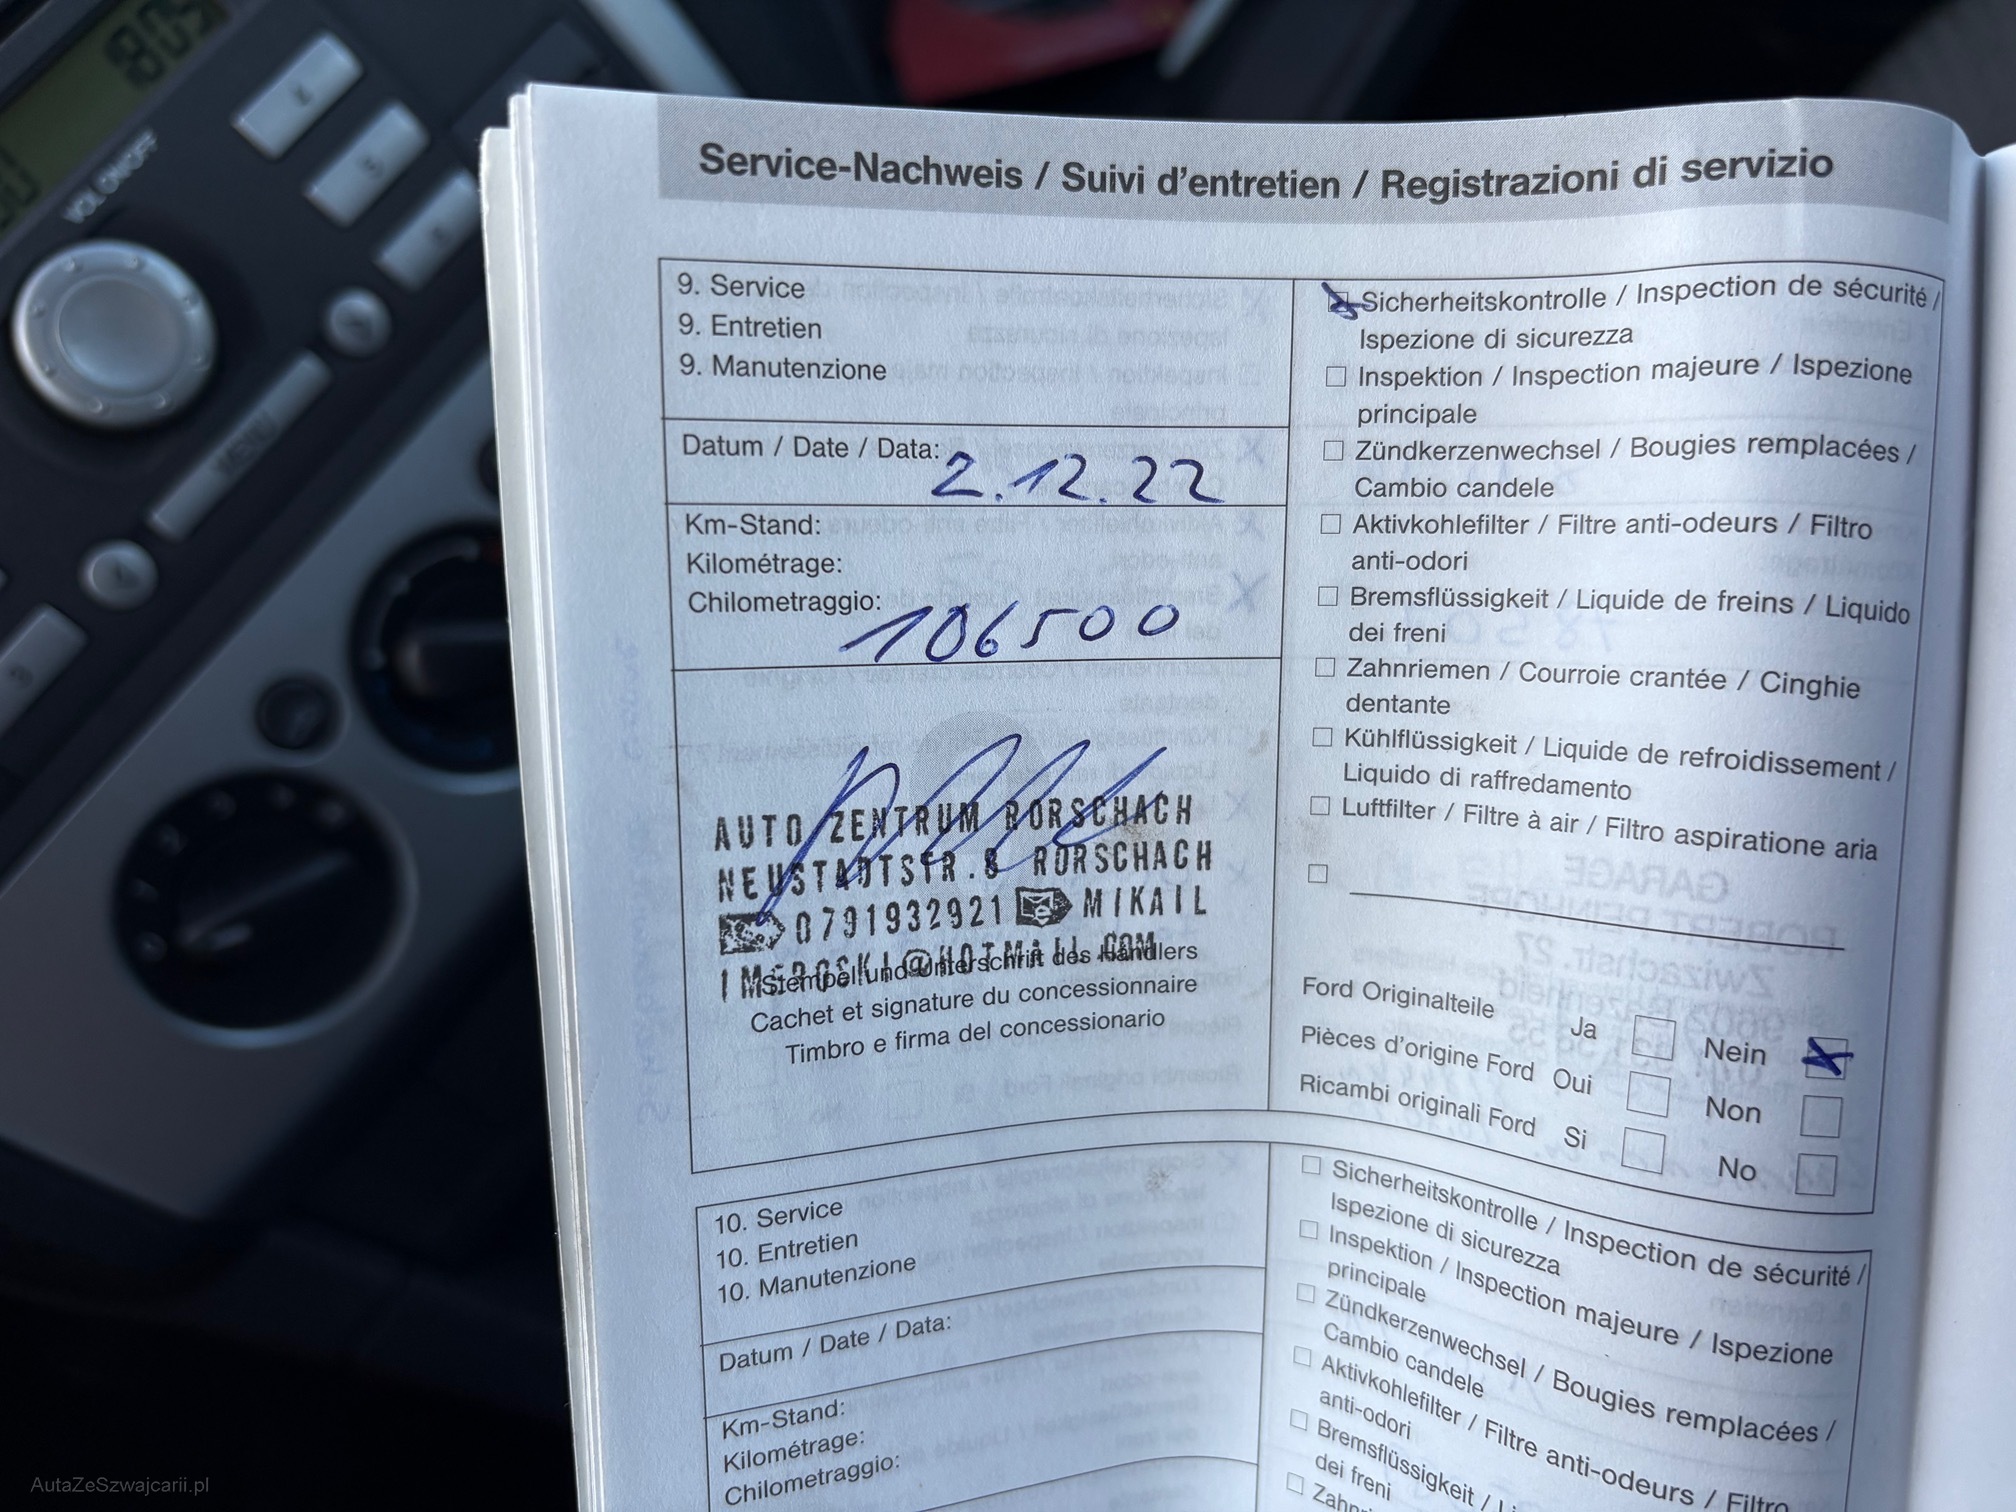 VOL ON/OFF
MENU
Service-Nachweis / Suivi d'entretien / Registrazioni di servizio
9. Service
9. Entretien
9. Manutenzione
Datum / Date / Data:
2.12.22
Km-Stand:
Kilométrage:
Chilometraggio:
106500
AUTO ZENTRUM RORSCHACH
NEUSTADTSTR.8 RORSCHACH
0791932921 MIKAIL
IMEROSKI@HOTMAIL.COM
Stempel und Unterschrift des Händlers
Cachet et signature du concessionnaire
Timbro e firma del concessionario
Sicherheitskontrolle / Inspection de sécurité /
Ispezione di sicurezza
Inspektion / Inspection majeure / Ispezione
principale
Zündkerzenwechsel / Bougies remplacées /
Cambio candele
Aktivkohlefilter / Filtre anti-odeurs / Filtro
anti-odori
Bremsflüssigkeit / Liquide de freins / Liquido
dei freni
Zahnriemen / Courroie crantée / Cinghie
dentante
Kühlflüssigkeit / Liquide de refroidissement /
Liquido di raffredamento
Luftfilter / Filtre à air / Filtro aspiratione aria
Ford Originalteile Ja Nein
Pièces d'origine Ford Oui Non
Ricambi originali Ford Si No
10. Service
10. Entretien
10. Manutenzione
Datum / Date / Data:
Km-Stand:
Kilométrage:
Chilometraggio:
Sicherheitskontrolle / Inspection de sécurité /
Ispezione di sicurezza
Inspektion / Inspection majeure / Ispezione
principale
Zündkerzenwechsel / Bougies remplacées /
Cambio candele
Aktivkohlefilter / Filtre anti-odeurs / Filtro
anti-odori
Bremsflüssigkeit /
dei freni
AutaZeSzwajcarii.pl